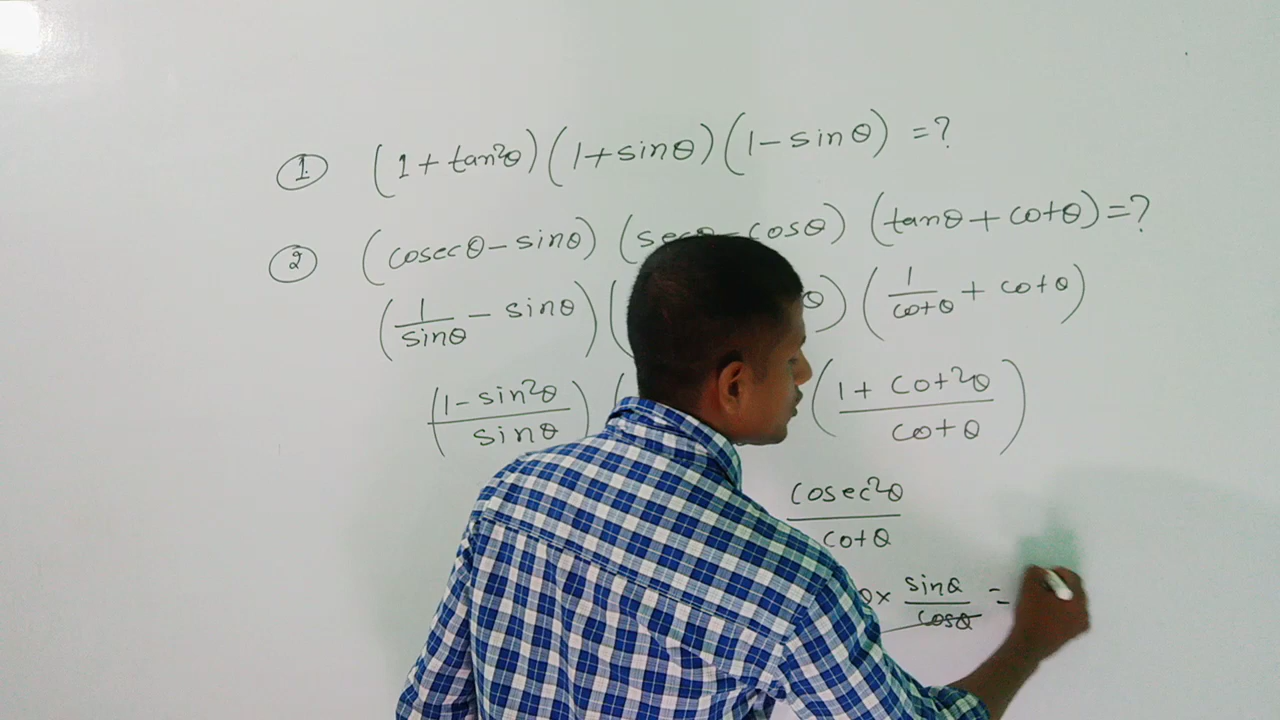 1. (1 + tan²θ) (1 + sinθ) (1 - sinθ) = ?
2 (cosecθ - sinθ) (secθ - cosθ) (tanθ + cotθ) = ?
(1/sinθ - sinθ) ( θ) (1/cotθ + cotθ)
(1 - sin²θ/sinθ) ( (1 + cot²θ/cotθ)
cosec²θ/cotθ
θ × sinθ/cosθ =